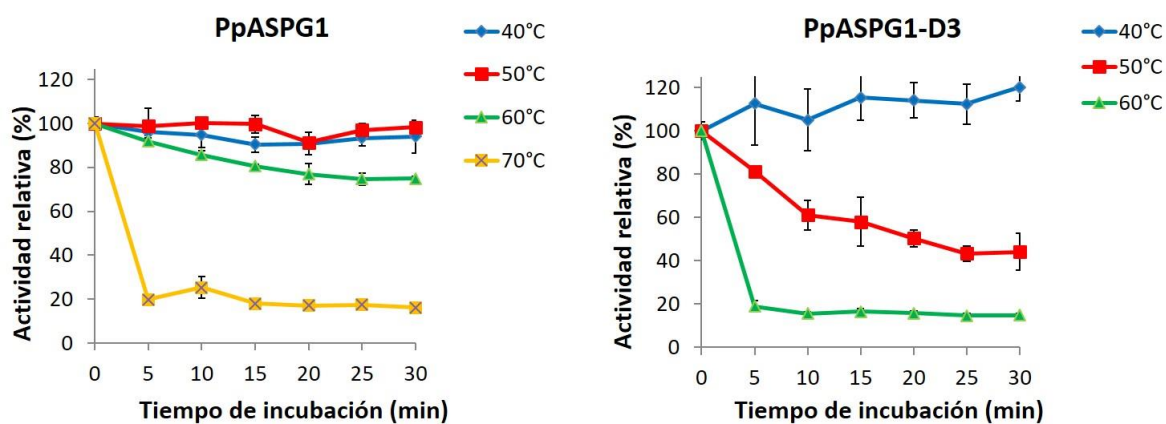 PpASPG1
40°C
50°C
60°C
70°C
Actividad relativa (%)
120
100
80
60
40
20
0
0 5 10 15 20 25 30
Tiempo de incubación (min)
PpASPG1-D3
40°C
50°C
60°C
Actividad relativa (%)
120
100
80
60
40
20
0
0 5 10 15 20 25 30
Tiempo de incubación (min)